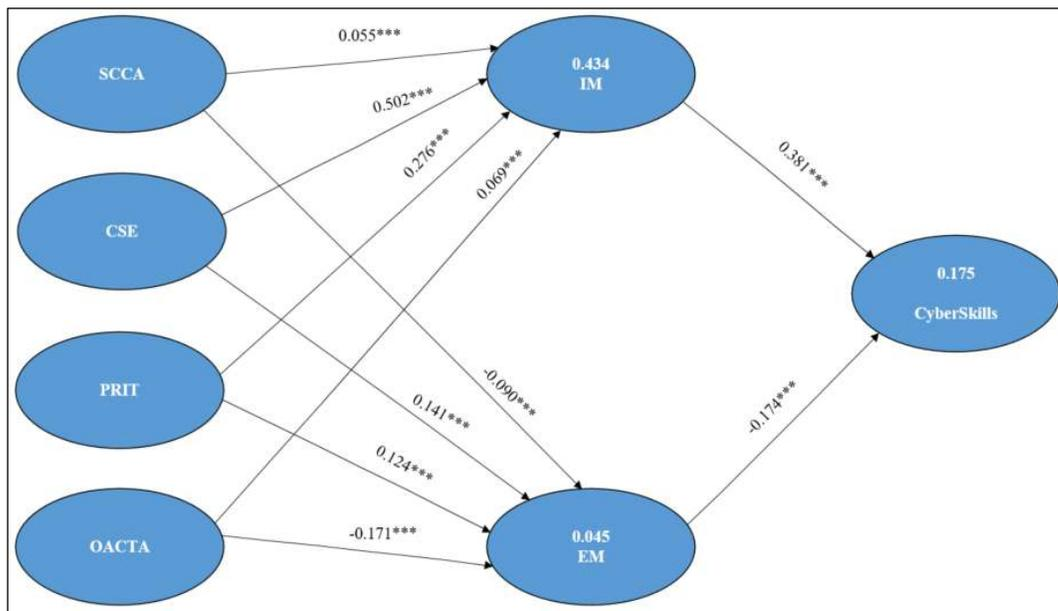 SCCA
0.055***
0.434
IM
0.502***
0.276***
0.069***
CSE
0.381***
0.175
CyberSkills
PRIT
-0.090***
0.141***
0.124***
-0.174***
OACTA
-0.171***
0.045
EM